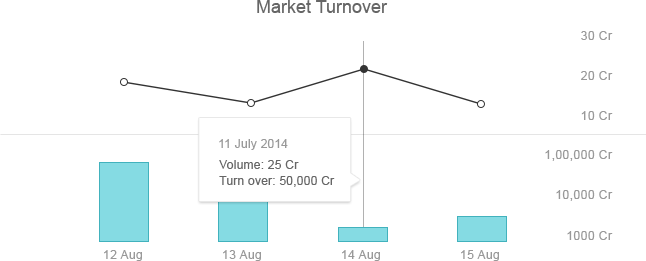 Market Turnover
30 Cr
20 Cr
10 Cr
11 July 2014
Volume: 25 Cr
Turn over: 50,000 Cr
1,00,000 Cr
10,000 Cr
1000 Cr
12 Aug
13 Aug
14 Aug
15 Aug